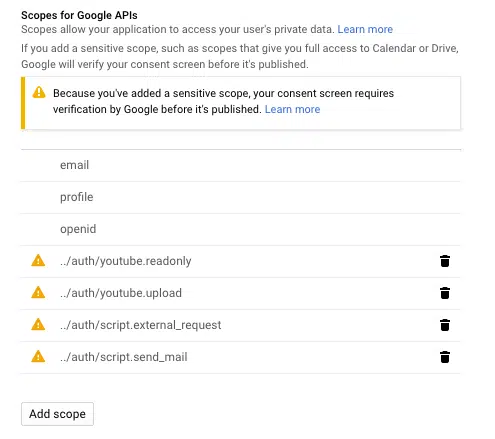 Scopes for Google APIs
Scopes allow your application to access your user's private data. Learn more
If you add a sensitive scope, such as scopes that give you full access to Calendar or Drive,
Google will verify your consent screen before it's published.
Because you've added a sensitive scope, your consent screen requires
verification by Google before it's published. Learn more
email
profile
openid
../auth/youtube.readonly
../auth/youtube.upload
../auth/script.external_request
../auth/script.send_mail
Add scope